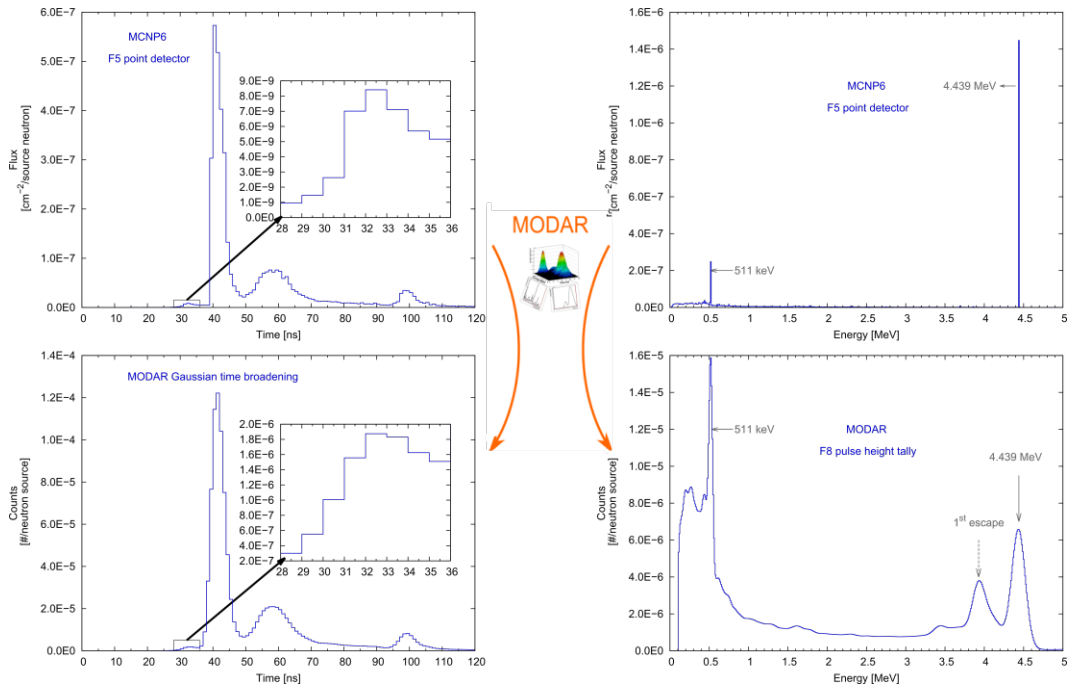 6.0E-7
5.0E-7
4.0E-7
3.0E-7
2.0E-7
1.0E-7
0.0E0
Flux
[cm⁻²/source neutron]
MCNP6
F5 point detector
9.0E-9
8.0E-9
7.0E-9
6.0E-9
5.0E-9
4.0E-9
3.0E-9
2.0E-9
1.0E-9
0.0E0
28 29 30 31 32 33 34 35 36
0 10 20 30 40 50 60 70 80 90 100 110 120
Time [ns]
1.6E-6
1.4E-6
1.2E-6
1.0E-6
8.0E-7
6.0E-7
4.0E-7
2.0E-7
0.0E0
Flux
[cm⁻²/source neutron]
MCNP6
F5 point detector
4.439 MeV
511 keV
0 0.5 1 1.5 2 2.5 3 3.5 4 4.5 5
Energy [MeV]
MODAR
1.4E-4
1.2E-4
1.0E-4
8.0E-5
6.0E-5
4.0E-5
2.0E-5
0.0E0
Counts
[#/neutron source]
MODAR Gaussian time broadening
2.0E-6
1.8E-6
1.6E-6
1.4E-6
1.2E-6
1.0E-6
8.0E-7
6.0E-7
4.0E-7
2.0E-7
28 29 30 31 32 33 34 35 36
0 10 20 30 40 50 60 70 80 90 100 110 120
Time [ns]
1.6E-5
1.4E-5
1.2E-5
1.0E-5
8.0E-6
6.0E-6
4.0E-6
2.0E-6
0.0E0
Counts
[#/neutron source]
511 keV
MODAR
F8 pulse height tally
4.439 MeV
1st escape
0 0.5 1 1.5 2 2.5 3 3.5 4 4.5 5
Energy [MeV]